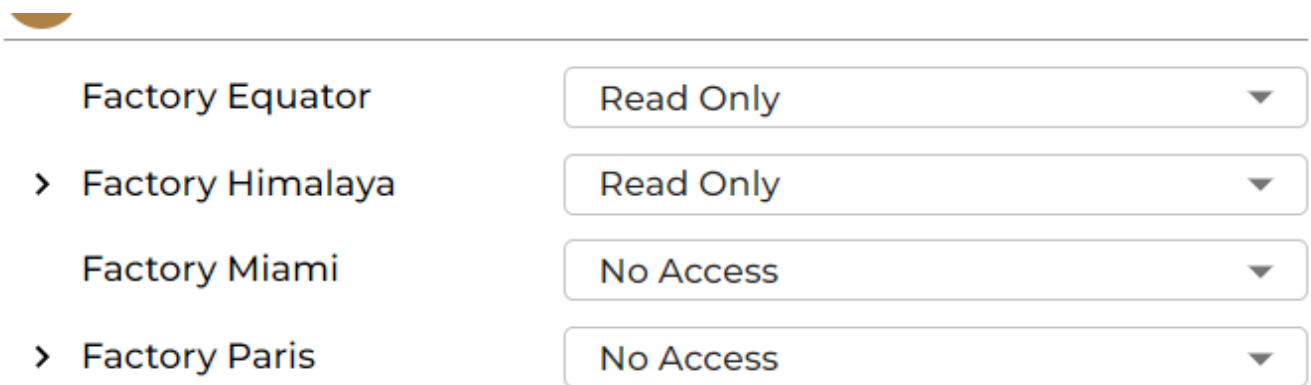 Factory Equator Read Only
Factory Himalaya Read Only
Factory Miami No Access
Factory Paris No Access